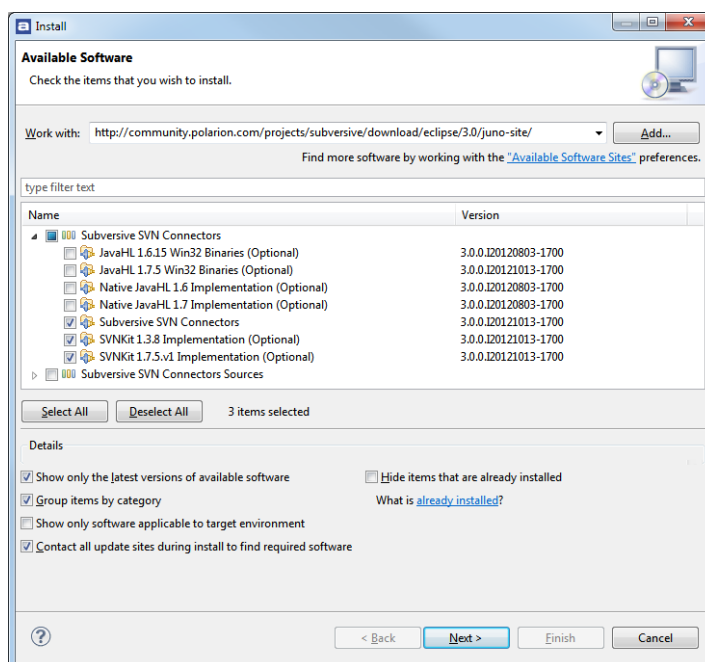 a Install
Available Software
Check the items that you wish to install.
Work with: http://community.polarion.com/projects/subversive/download/eclipse/3.0/juno-site/ Add...
Find more software by working with the "Available Software Sites" preferences.
type filter text
Name Version
Subversive SVN Connectors
JavaHL 1.6.15 Win32 Binaries (Optional) 3.0.0.I20120803-1700
JavaHL 1.7.5 Win32 Binaries (Optional) 3.0.0.I20121013-1700
Native JavaHL 1.6 Implementation (Optional) 3.0.0.I20120803-1700
Native JavaHL 1.7 Implementation (Optional) 3.0.0.I20120803-1700
Subversive SVN Connectors 3.0.0.I20121013-1700
SVNKit 1.3.8 Implementation (Optional) 3.0.0.I20121013-1700
SVNKit 1.7.5.v1 Implementation (Optional) 3.0.0.I20121013-1700
Subversive SVN Connectors Sources
Select All Deselect All 3 items selected
Details
Show only the latest versions of available software Hide items that are already installed
Group items by category What is already installed?
Show only software applicable to target environment
Contact all update sites during install to find required software
? < Back Next > Finish Cancel